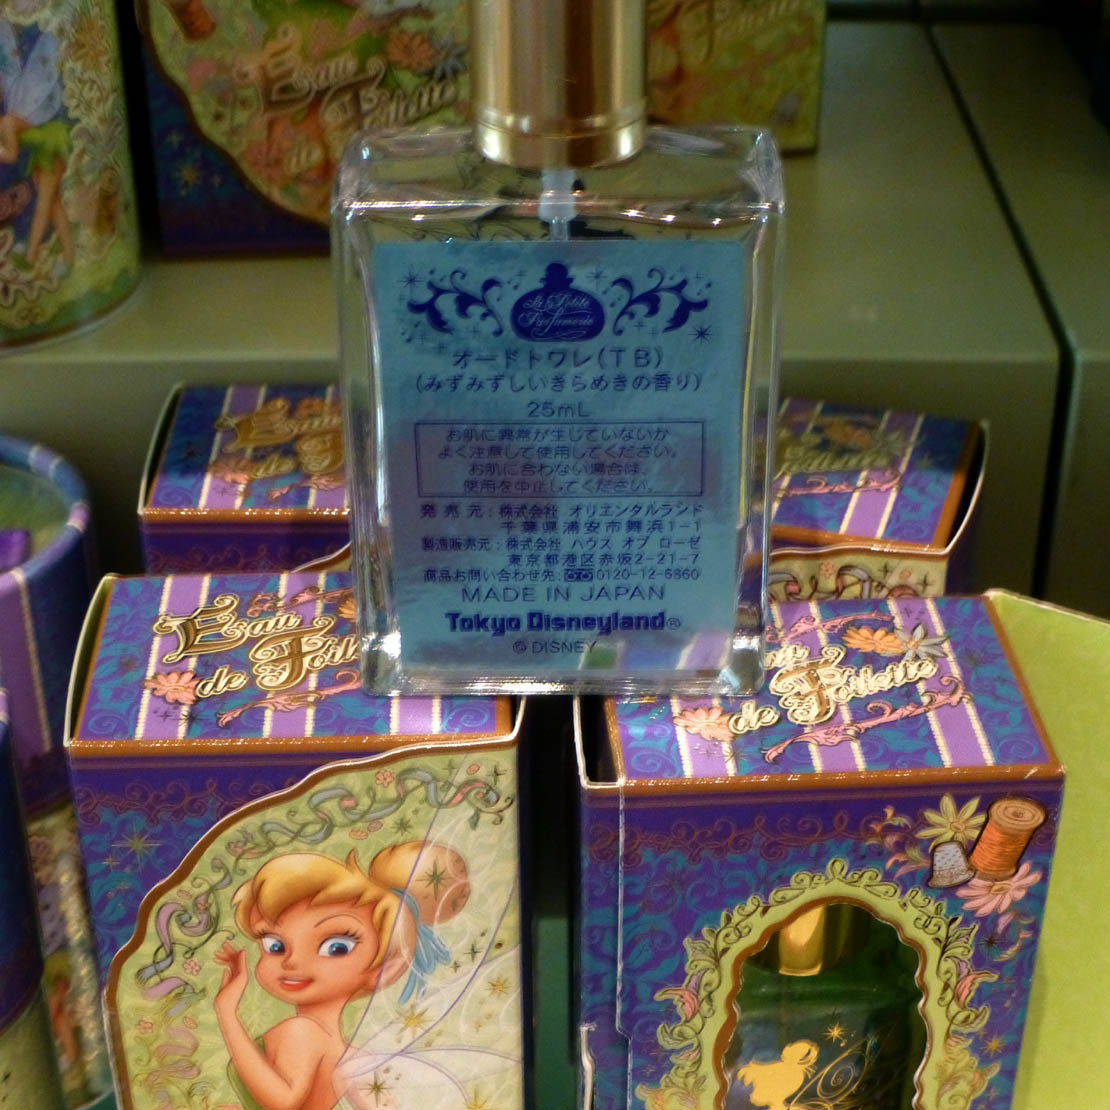 Eau
de Toilette
La Petite
Parfumerie
オードトワレ(TB)
(みずみずしいきらめきの香り)
25mL
お肌に異常が生じていないか
よく注意して使用してください。
お肌に合わない場合は、
使用を中止してください。
発売元:株式会社 オリエンタルランド
千葉県浦安市舞浜1-1
製造販売元:株式会社 ハウス オブ ローゼ
東京都港区赤坂2-21-7
商品お問い合わせ先:0120-12-6860
MADE IN JAPAN
Tokyo Disneyland®
© DISNEY
Eau
de Toilette
Eau
de Toilette